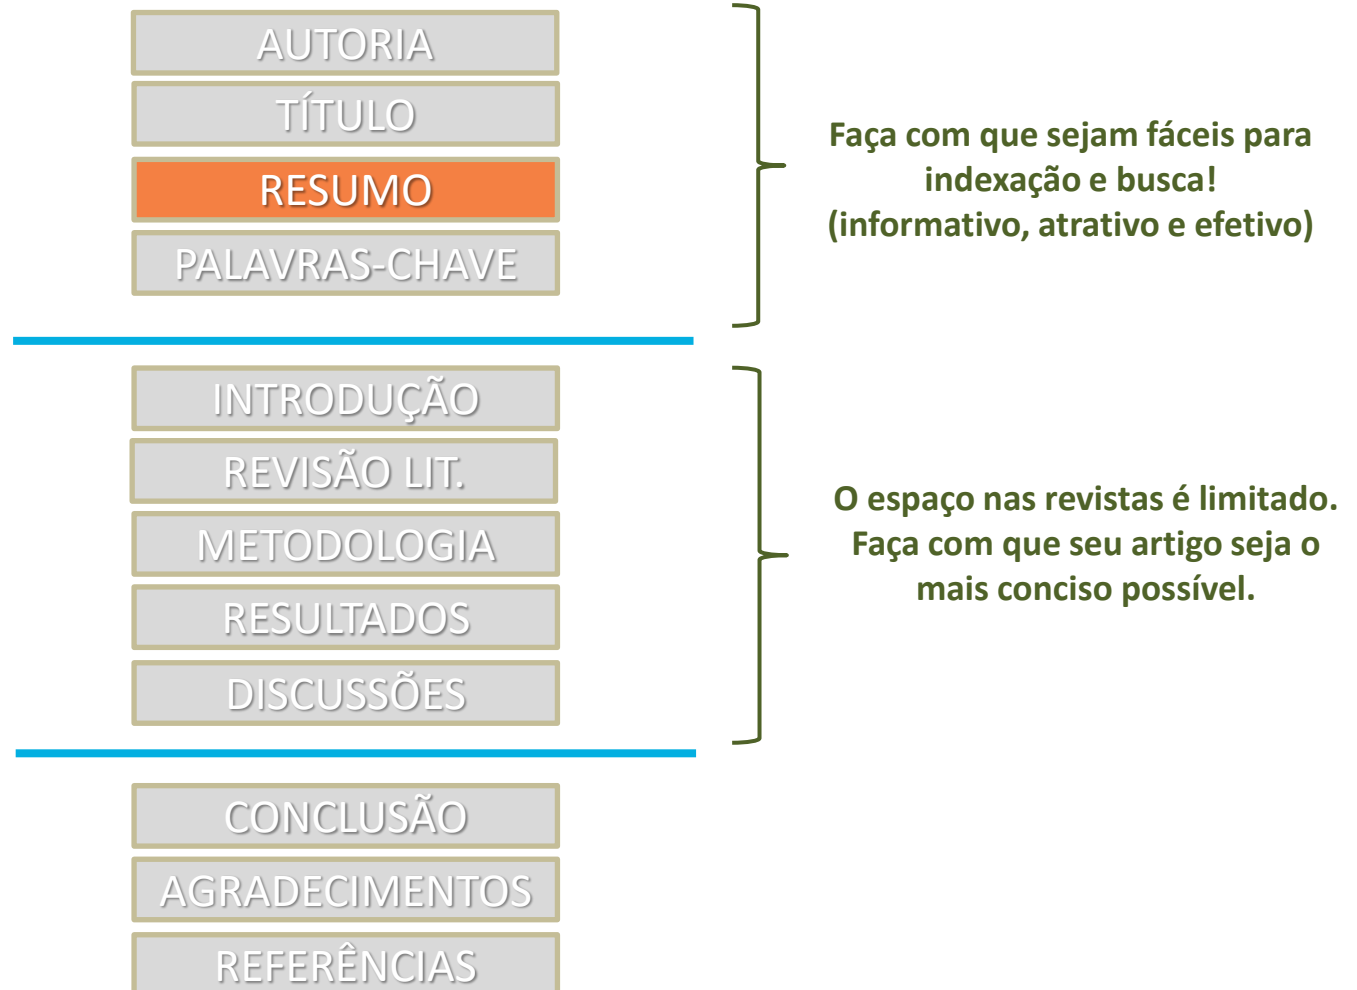 AUTORIA
TÍTULO
RESUMO
PALAVRAS-CHAVE
Faça com que sejam fáceis para
indexação e busca!
(informativo, atrativo e efetivo)
INTRODUÇÃO
REVISÃO LIT.
METODOLOGIA
RESULTADOS
DISCUSSÕES
O espaço nas revistas é limitado.
Faça com que seu artigo seja o
mais conciso possível.
CONCLUSÃO
AGRADECIMENTOS
REFERÊNCIAS